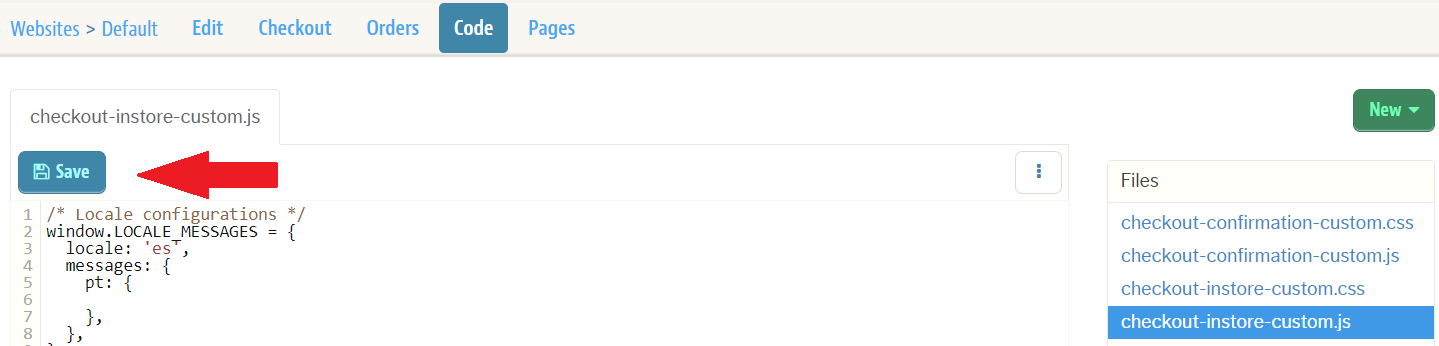 Websites > Default Edit Checkout Orders Code Pages
checkout-instore-custom.js
New
Save
1 /* Locale configurations */
2 window.LOCALE_MESSAGES = {
3 locale: 'es',
4 messages: {
5 pt: {
6
7 },
8 },
Files
checkout-confirmation-custom.css
checkout-confirmation-custom.js
checkout-instore-custom.css
checkout-instore-custom.js